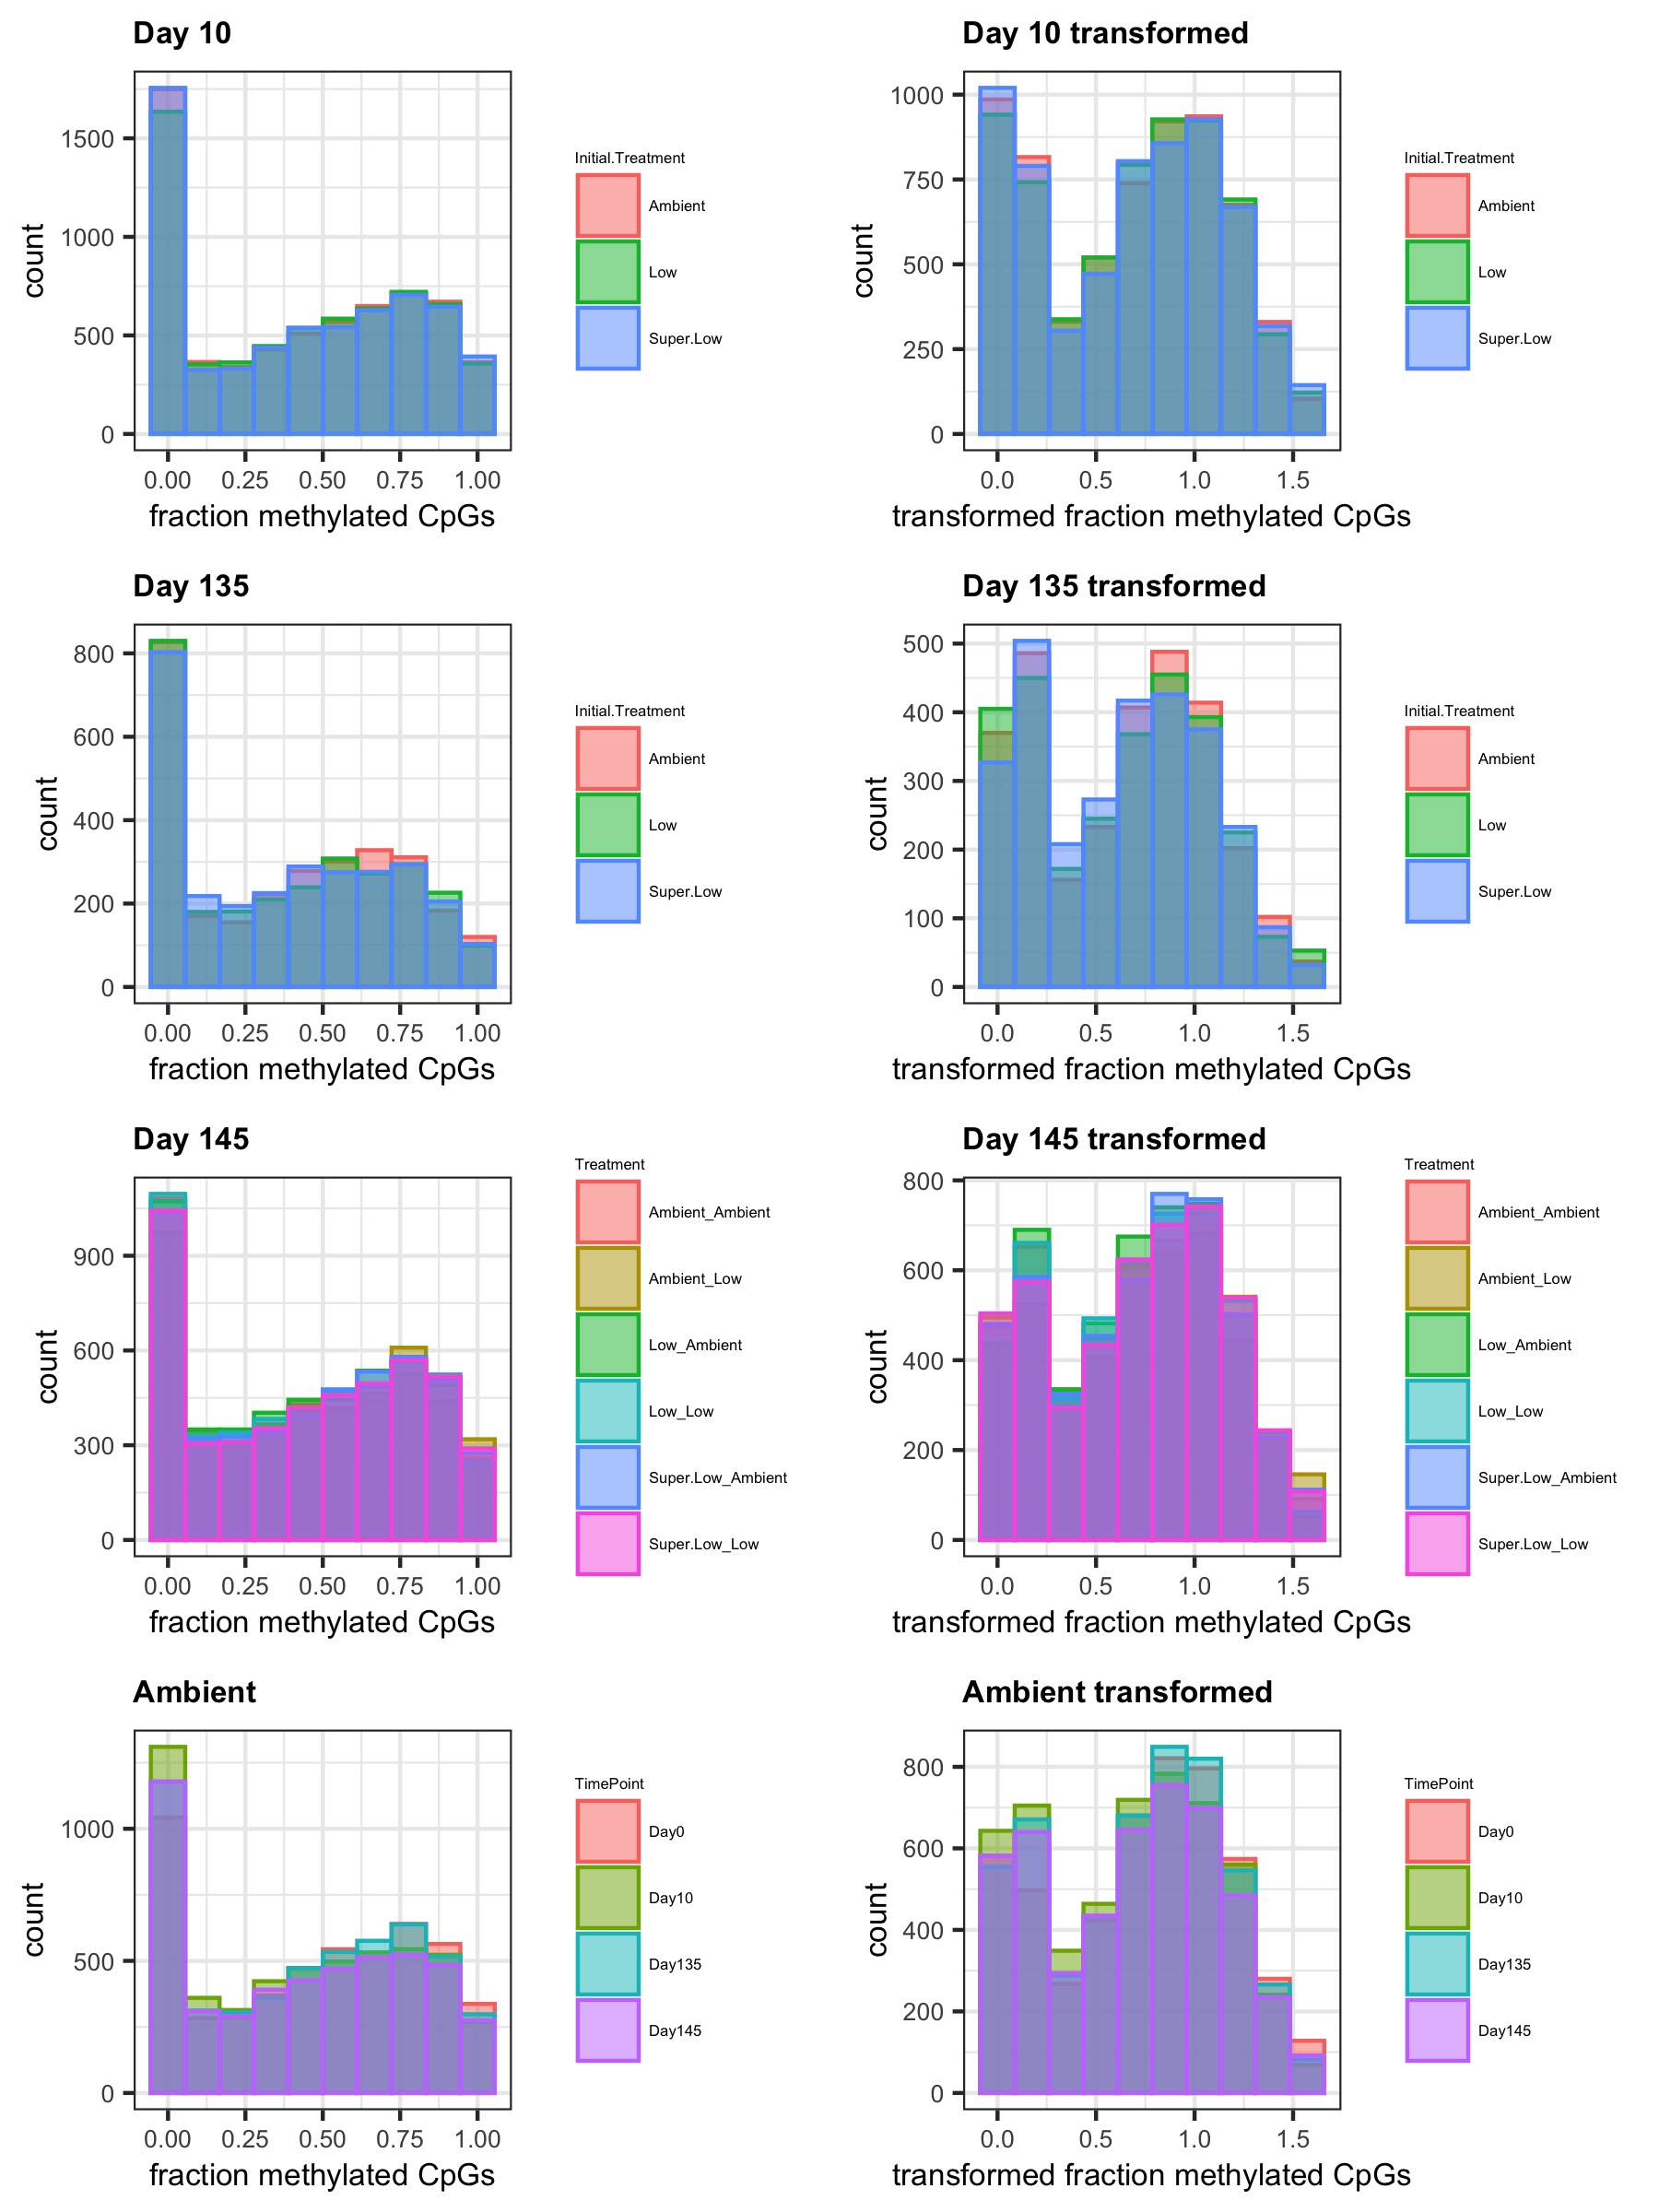 Day 10
1500
1000
500
0
count
0.00 0.25 0.50 0.75 1.00
fraction methylated CpGs
Initial.Treatment
Ambient
Low
Super.Low
Day 10 transformed
1000
750
500
250
0
count
0.0 0.5 1.0 1.5
transformed fraction methylated CpGs
Initial.Treatment
Ambient
Low
Super.Low
Day 135
800
600
400
200
0
count
0.00 0.25 0.50 0.75 1.00
fraction methylated CpGs
Initial.Treatment
Ambient
Low
Super.Low
Day 135 transformed
500
400
300
200
100
0
count
0.0 0.5 1.0 1.5
transformed fraction methylated CpGs
Initial.Treatment
Ambient
Low
Super.Low
Day 145
900
600
300
0
count
0.00 0.25 0.50 0.75 1.00
fraction methylated CpGs
Treatment
Ambient_Ambient
Ambient_Low
Low_Ambient
Low_Low
Super.Low_Ambient
Super.Low_Low
Day 145 transformed
800
600
400
200
0
count
0.0 0.5 1.0 1.5
transformed fraction methylated CpGs
Treatment
Ambient_Ambient
Ambient_Low
Low_Ambient
Low_Low
Super.Low_Ambient
Super.Low_Low
Ambient
1000
500
0
count
0.00 0.25 0.50 0.75 1.00
fraction methylated CpGs
TimePoint
Day0
Day10
Day135
Day145
Ambient transformed
800
600
400
200
0
count
0.0 0.5 1.0 1.5
transformed fraction methylated CpGs
TimePoint
Day0
Day10
Day135
Day145